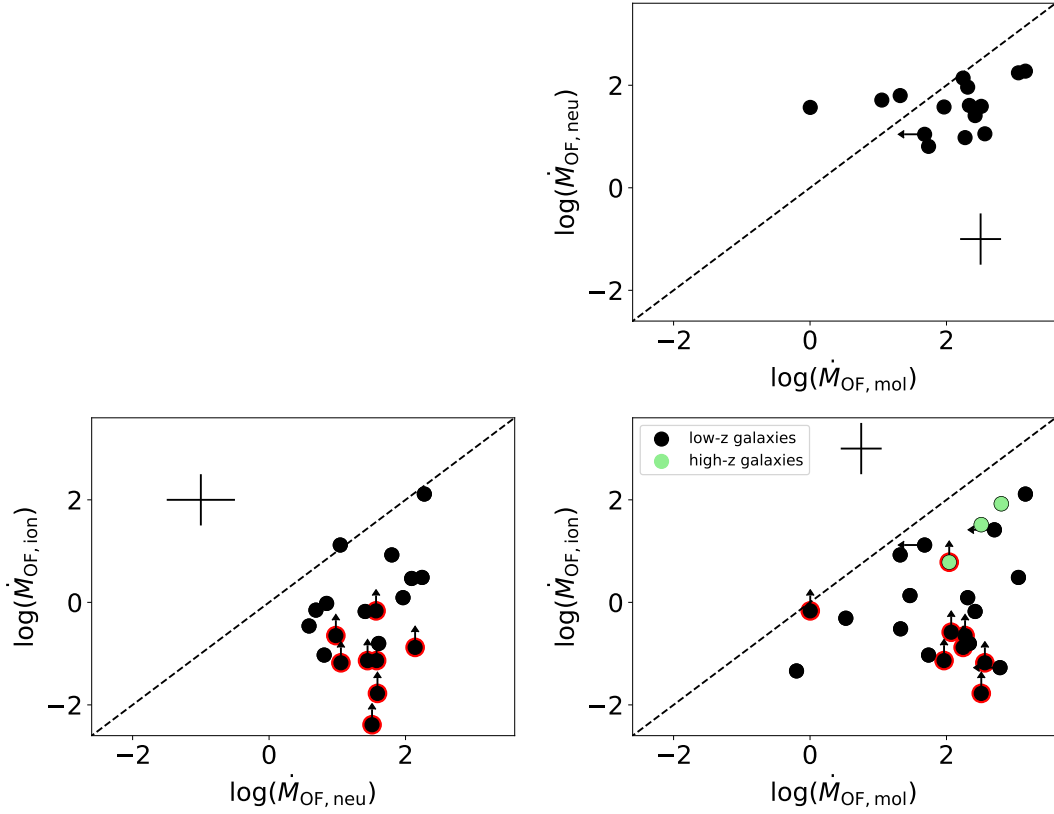 2
0
−2
log(Ṁ_OF, neu)
−2 0 2
log(Ṁ_OF, mol)
2
0
−2
log(Ṁ_OF, ion)
−2 0 2
log(Ṁ_OF, neu)
low-z galaxies
high-z galaxies
2
0
−2
log(Ṁ_OF, ion)
−2 0 2
log(Ṁ_OF, mol)